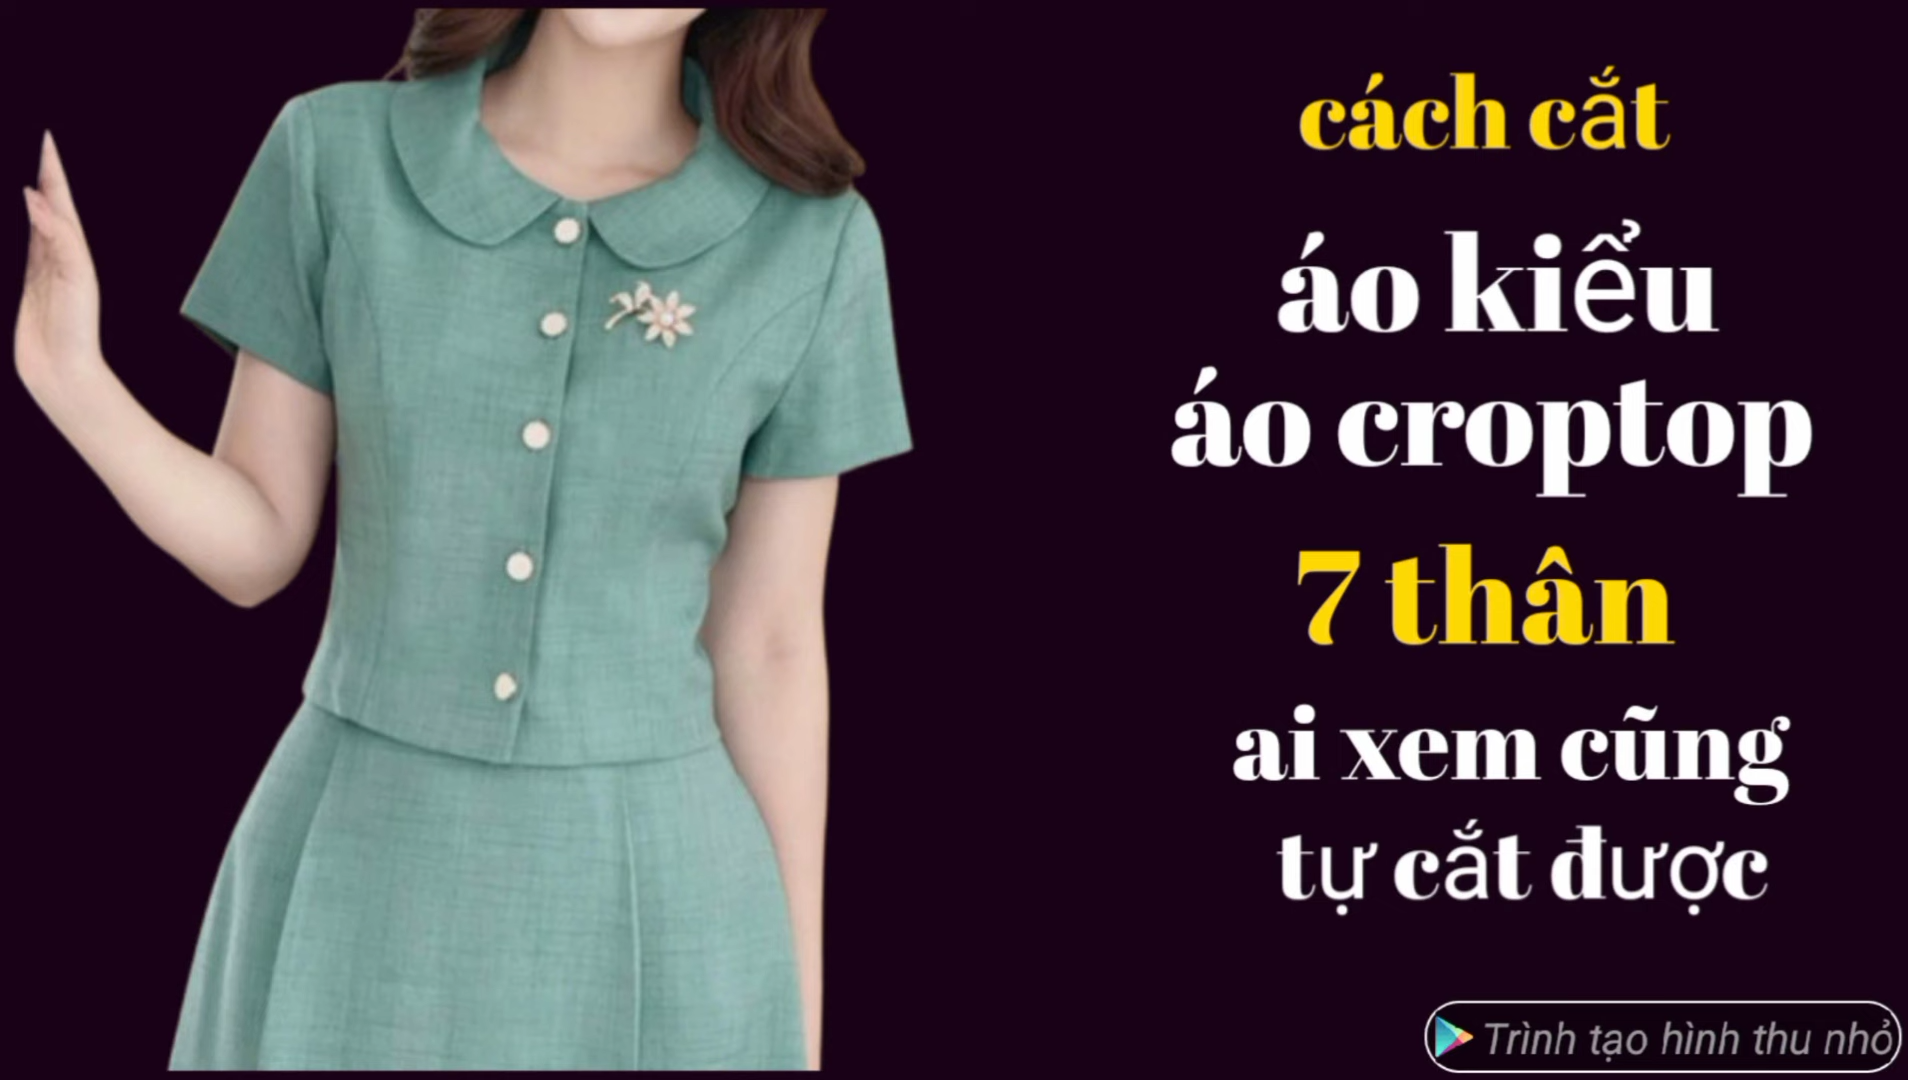 cách cắt
áo kiểu
áo croptop
7 thân
ai xem cũng
tự cắt được
Trình tạo hình thu nhỏ